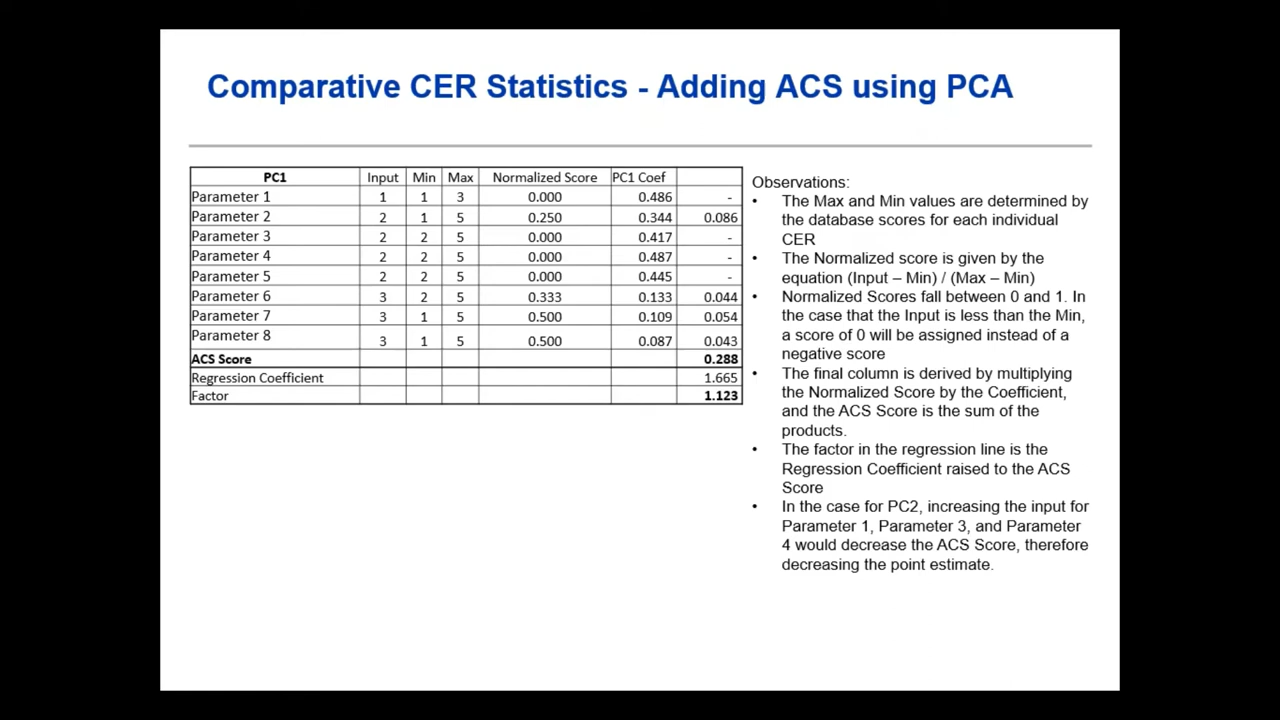 Comparative CER Statistics - Adding ACS using PCA
PC1 Input Min Max Normalized Score PC1 Coef
Parameter 1 1 1 3 0.000 0.486 -
Parameter 2 2 1 5 0.250 0.344 0.086
Parameter 3 2 2 5 0.000 0.417 -
Parameter 4 2 2 5 0.000 0.487 -
Parameter 5 2 2 5 0.000 0.445 -
Parameter 6 3 2 5 0.333 0.133 0.044
Parameter 7 3 1 5 0.500 0.109 0.054
Parameter 8 3 1 5 0.500 0.087 0.043
ACS Score 0.288
Regression Coefficient 1.665
Factor 1.123
Observations:
• The Max and Min values are determined by
the database scores for each individual
CER
• The Normalized score is given by the
equation (Input – Min) / (Max – Min)
• Normalized Scores fall between 0 and 1. In
the case that the Input is less than the Min,
a score of 0 will be assigned instead of a
negative score
• The final column is derived by multiplying
the Normalized Score by the Coefficient,
and the ACS Score is the sum of the
products.
• The factor in the regression line is the
Regression Coefficient raised to the ACS
Score
• In the case for PC2, increasing the input for
Parameter 1, Parameter 3, and Parameter
4 would decrease the ACS Score, therefore
decreasing the point estimate.